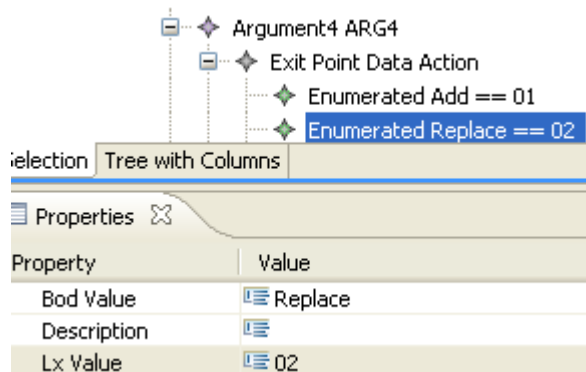 Argument4 ARG4
Exit Point Data Action
Enumerated Add == 01
Enumerated Replace == 02
Selection Tree with Columns
Properties
Property Value
Bod Value Replace
Description
Lx Value 02